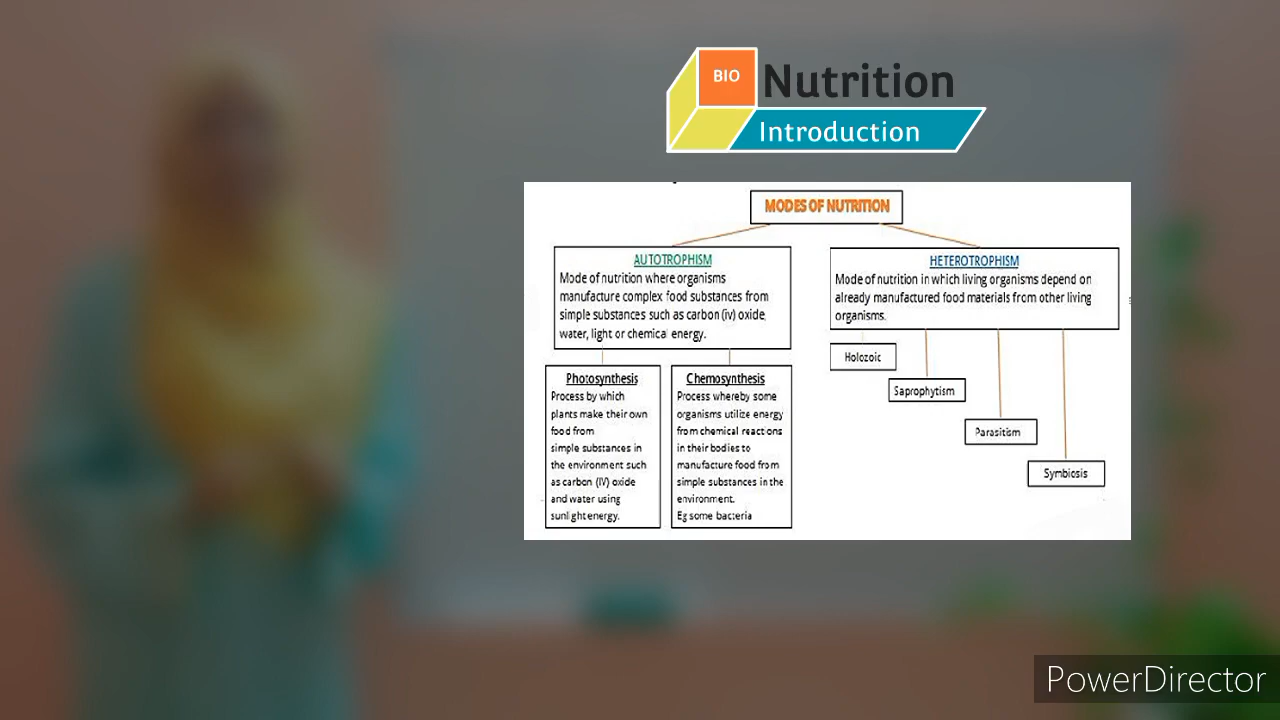 BIO
Nutrition
Introduction
MODES OF NUTRITION
AUTOTROPHISM
Mode of nutrition where organisms
manufacture complex food substances from
simple substances such as carbon (iv) oxide,
water, light or chemical energy.
HETEROTROPHISM
Mode of nutrition in which living organisms depend on
already manufactured food materials from other living
organisms.
Photosynthesis
Process by which
plants make their own
food from
simple substances in
the environment such
as carbon (IV) oxide
and water using
sunlight energy.
Chemosynthesis
Process whereby some
organisms utilize energy
from chemical reactions
in their bodies to
manufacture food from
simple substances in the
environment.
Eg some bacteria
Holozoic
Saprophytism
Parasitism
Symbiosis
PowerDirector